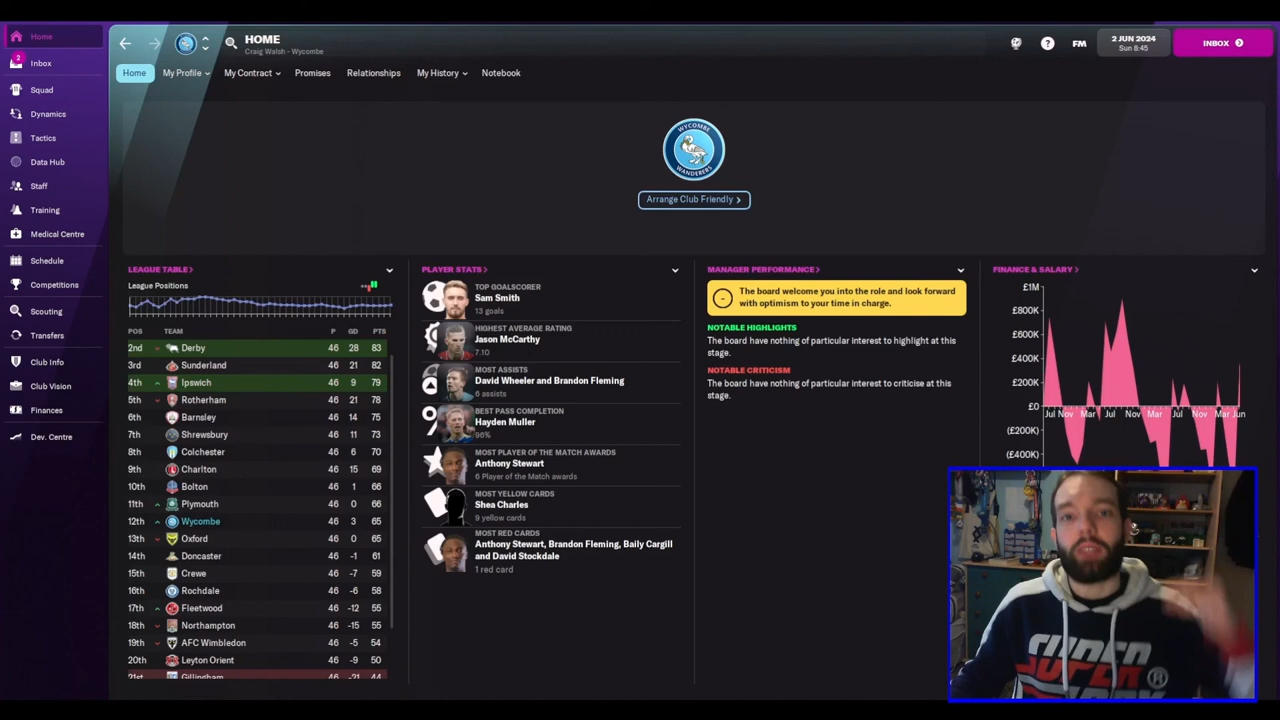 Home
Inbox
2
Squad
Dynamics
Tactics
Data Hub
Staff
Training
Medical Centre
Schedule
Competitions
Scouting
Transfers
Club Info
Club Vision
Finances
Dev. Centre
HOME
Craig Walsh - Wycombe
FM
2 JUN 2024
Sun 8:45
INBOX
Home
My Profile
My Contract
Promises
Relationships
My History
Notebook
WYCOMBE
WANDERERS
Arrange Club Friendly >
LEAGUE TABLE >
League Positions
POS TEAM P GD PTS
2nd Derby 46 28 83
3rd Sunderland 46 21 82
4th Ipswich 46 9 79
5th Rotherham 46 21 78
6th Barnsley 46 14 75
7th Shrewsbury 46 11 73
8th Colchester 46 6 70
9th Charlton 46 15 69
10th Bolton 46 1 66
11th Plymouth 46 0 66
12th Wycombe 46 3 65
13th Oxford 46 0 65
14th Doncaster 46 -1 61
15th Crewe 46 -7 59
16th Rochdale 46 -6 58
17th Fleetwood 46 -12 55
18th Northampton 46 -15 55
19th AFC Wimbledon 46 -5 54
20th Leyton Orient 46 -9 50
21st Gillingham 46 -21 44
PLAYER STATS >
TOP GOALSCORER
Sam Smith
13 goals
HIGHEST AVERAGE RATING
Jason McCarthy
7.10
MOST ASSISTS
David Wheeler and Brandon Fleming
6 assists
BEST PASS COMPLETION
Hayden Muller
96%
MOST PLAYER OF THE MATCH AWARDS
Anthony Stewart
6 Player of the Match awards
MOST YELLOW CARDS
Shea Charles
9 yellow cards
MOST RED CARDS
Anthony Stewart, Brandon Fleming, Baily Cargill
and David Stockdale
1 red card
MANAGER PERFORMANCE >
The board welcome you into the role and look forward
with optimism to your time in charge.
NOTABLE HIGHLIGHTS
The board have nothing of particular interest to highlight at this
stage.
NOTABLE CRITICISM
The board have nothing of particular interest to criticise at this
stage.
FINANCE & SALARY >
£1M
£800K
£600K
£400K
£200K
£0
(£200K)
(£400K)
Jul Nov Mar Jul Nov Mar Jul Nov Mar Jun
SUPER
®